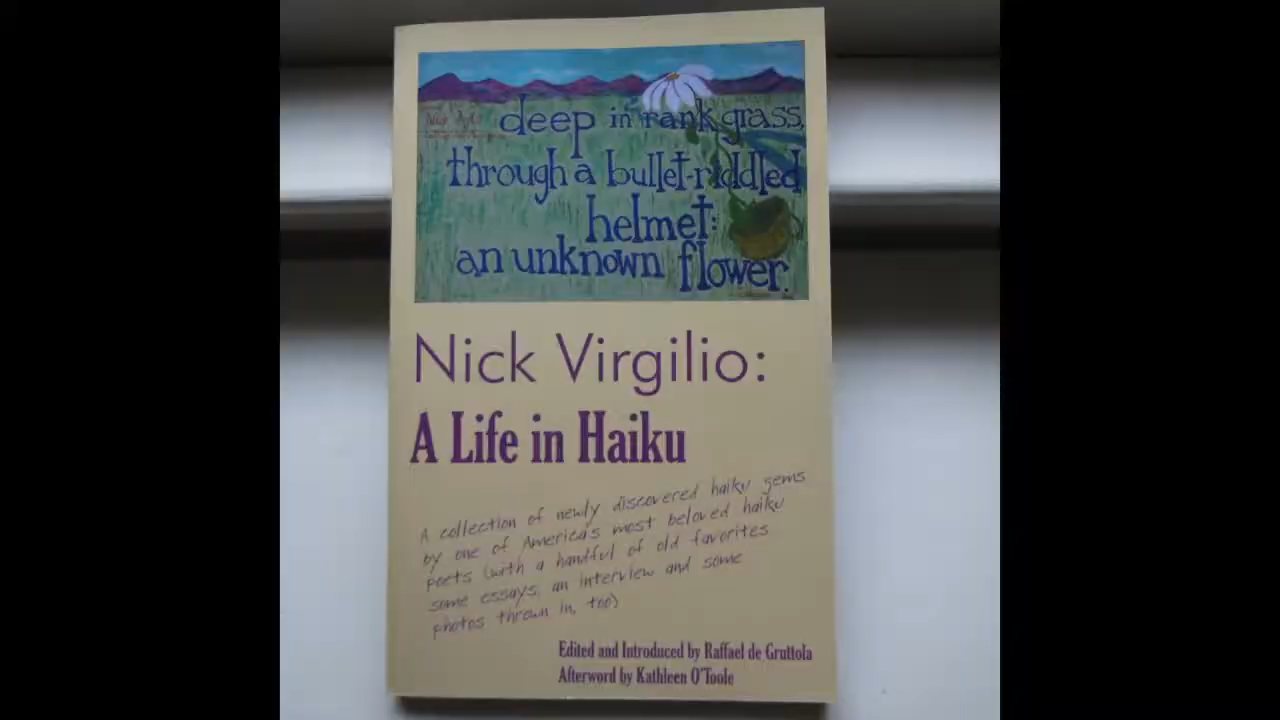 deep in rank grass,
through a bullet-riddled
helmet:
an unknown flower.
Nick Virgilio:
A Life in Haiku
A collection of newly discovered haiku gems
by one of America's most beloved haiku
poets (with a handful of old favorites
some essays, an interview and some
photos thrown in, too)
Edited and Introduced by Raffael de Gruttola
Afterword by Kathleen O'Toole